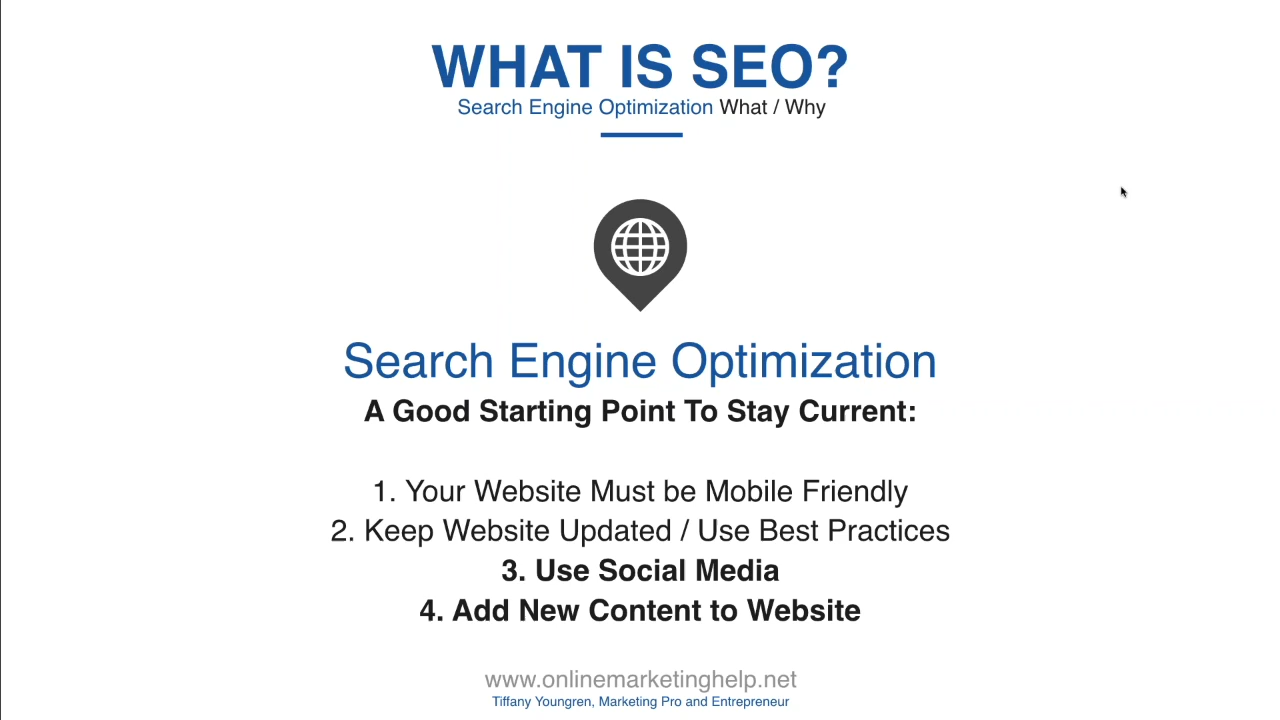 WHAT IS SEO?
Search Engine Optimization What / Why
Search Engine Optimization
A Good Starting Point To Stay Current:
1. Your Website Must be Mobile Friendly
2. Keep Website Updated / Use Best Practices
3. Use Social Media
4. Add New Content to Website
www.onlinemarketinghelp.net
Tiffany Youngren, Marketing Pro and Entrepreneur